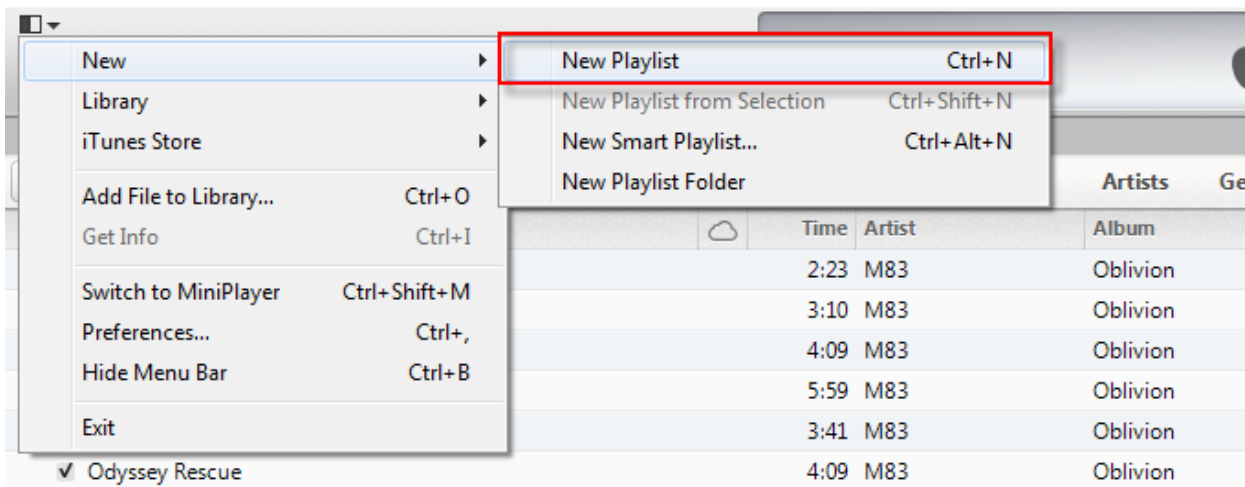 New
Library
iTunes Store
Add File to Library... Ctrl+O
Get Info Ctrl+I
Switch to MiniPlayer Ctrl+Shift+M
Preferences... Ctrl+,
Hide Menu Bar Ctrl+B
Exit
New Playlist Ctrl+N
New Playlist from Selection Ctrl+Shift+N
New Smart Playlist... Ctrl+Alt+N
New Playlist Folder
Artists
Time Artist Album
2:23 M83 Oblivion
3:10 M83 Oblivion
4:09 M83 Oblivion
5:59 M83 Oblivion
3:41 M83 Oblivion
Odyssey Rescue 4:09 M83 Oblivion